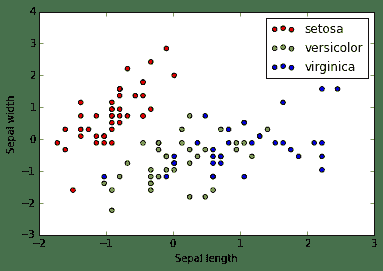 4
3
2
1
0
−1
−2
−3
−2
−1
0
1
2
3
Sepal width
Sepal length
setosa
versicolor
virginica